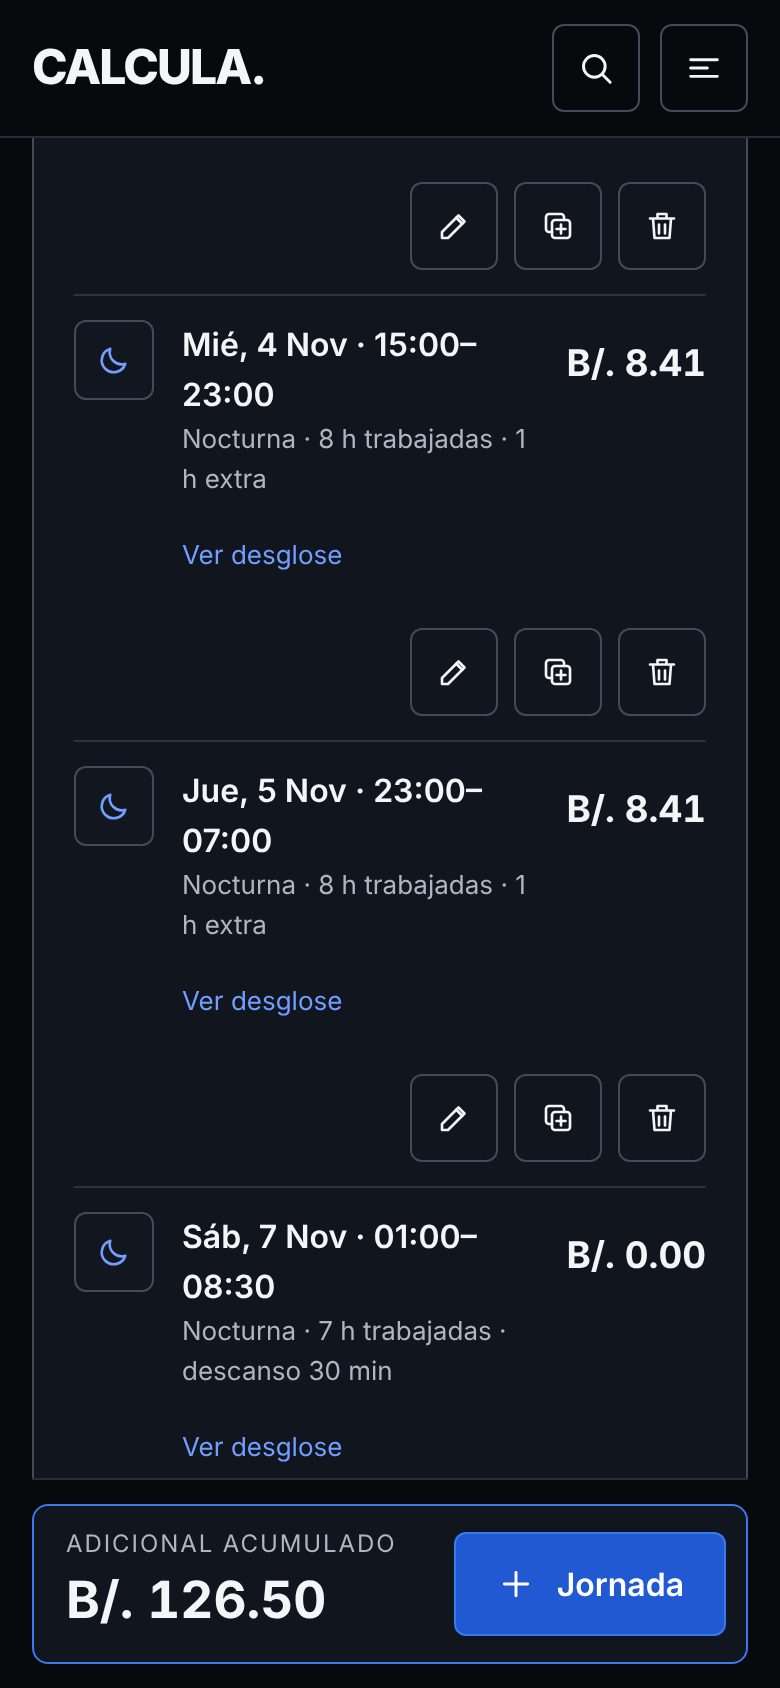 CALCULA.
Mié, 4 Nov · 15:00–
23:00
B/. 8.41
Nocturna · 8 h trabajadas · 1
h extra
Ver desglose
Jue, 5 Nov · 23:00–
07:00
B/. 8.41
Nocturna · 8 h trabajadas · 1
h extra
Ver desglose
Sáb, 7 Nov · 01:00–
08:30
B/. 0.00
Nocturna · 7 h trabajadas ·
descanso 30 min
Ver desglose
ADICIONAL ACUMULADO
B/. 126.50
Jornada